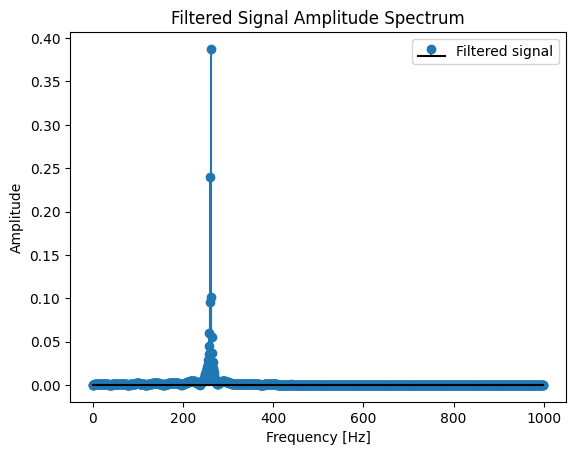 Filtered Signal Amplitude Spectrum
Filtered signal
0.40
0.35
0.30
0.25
0.20
0.15
0.10
0.05
0.00
Amplitude
0 200 400 600 800 1000
Frequency [Hz]